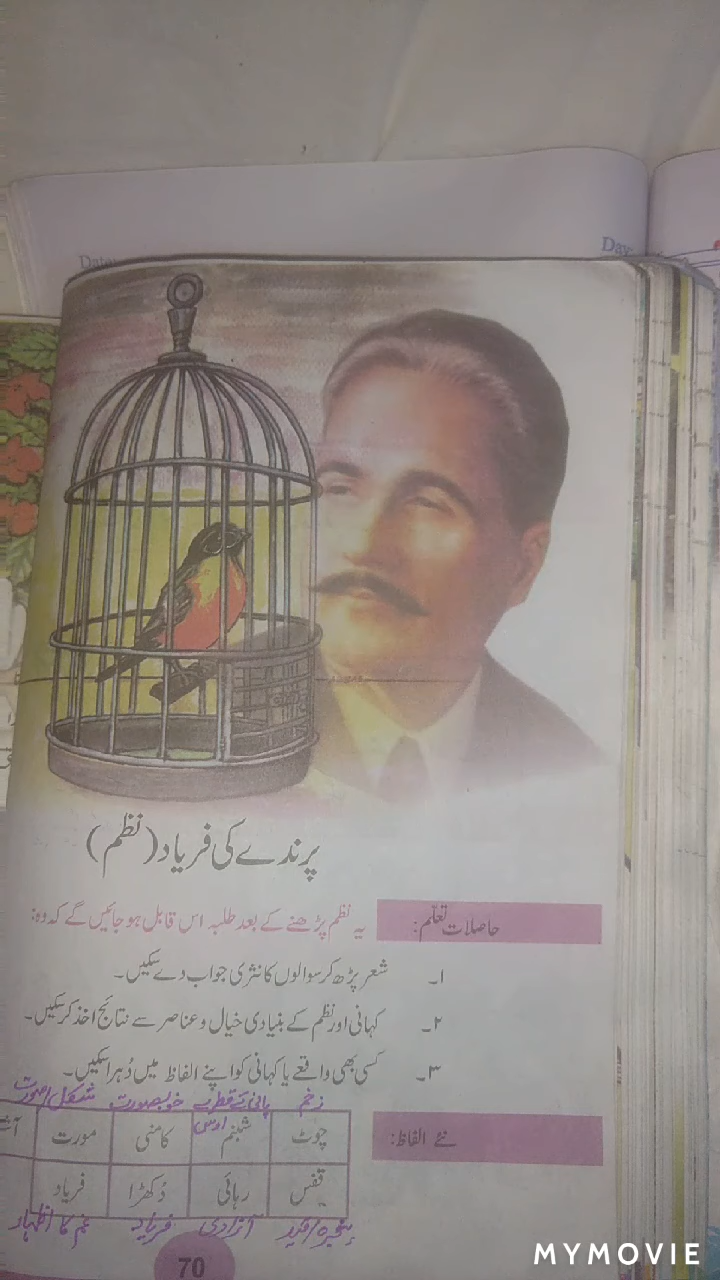 Date:
Day
پرندے کی فریاد (نظم)
حاصلاتِ تعلّم: یہ نظم پڑھنے کے بعد طلبہ اس قابل ہو جائیں گے کہ وہ:
۱۔ شعر پڑھ کر سوالوں کا نثری جواب دے سکیں۔
۲۔ کہانی اور نظم کے بنیادی خیال و عناصر سے نتائج اخذ کر سکیں۔
۳۔ کسی بھی واقعے یا کہانی کو اپنے الفاظ میں دُہرا سکیں۔
زخم پانی کے قطرے خوبصورت شکل/صورت
اوس
نئے الفاظ: چوٹ شبنم کامنی مورت
قفس رہائی دُکھڑا فریاد
پنجرہ/قید آزادی فریاد غم کا اظہار
70
MYMOVIE